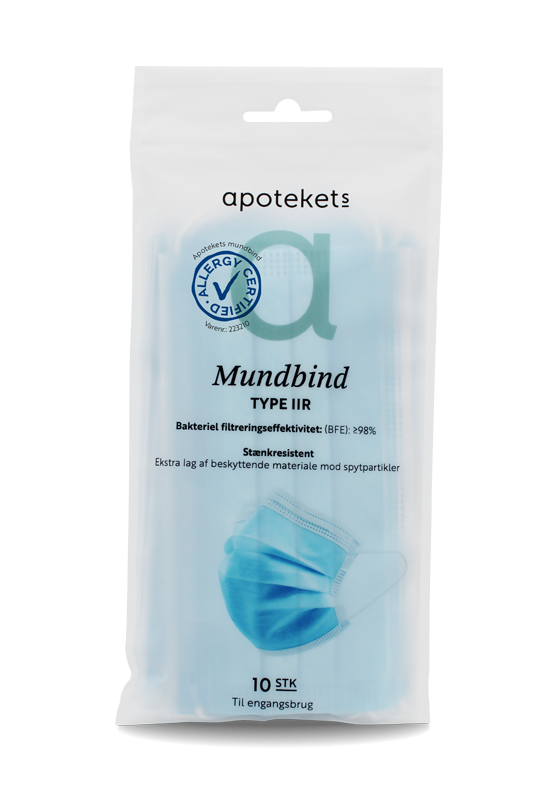 apotekets
a
Apotekets mundbind
ALLERGY CERTIFIED
Varenr.: 223210
Mundbind
TYPE IIR
Bakteriel filtreringseffektivitet: (BFE): ≥98%
Stænkresistent
Ekstra lag af beskyttende materiale mod spytpartikler
10 STK
Til engangsbrug